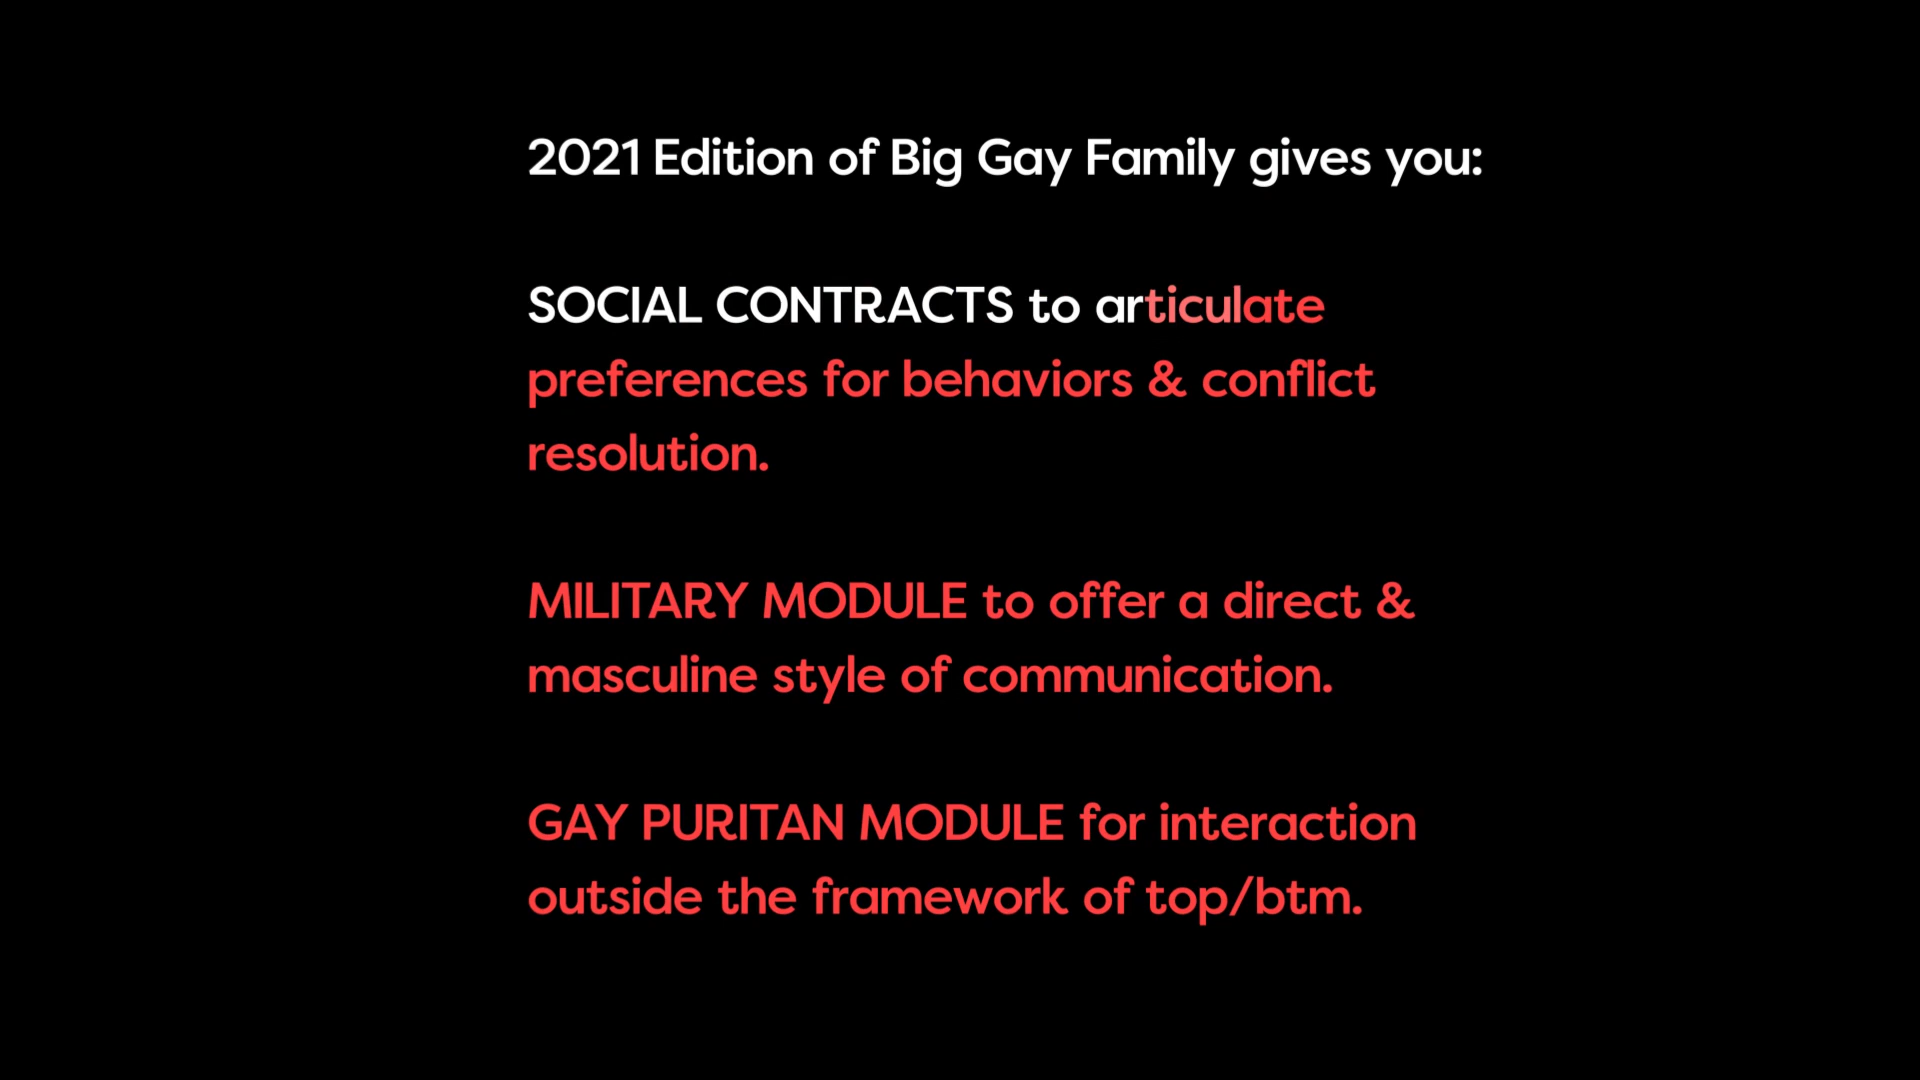 2021 Edition of Big Gay Family gives you:
SOCIAL CONTRACTS to articulate
preferences for behaviors & conflict
resolution.
MILITARY MODULE to offer a direct &
masculine style of communication.
GAY PURITAN MODULE for interaction
outside the framework of top/btm.